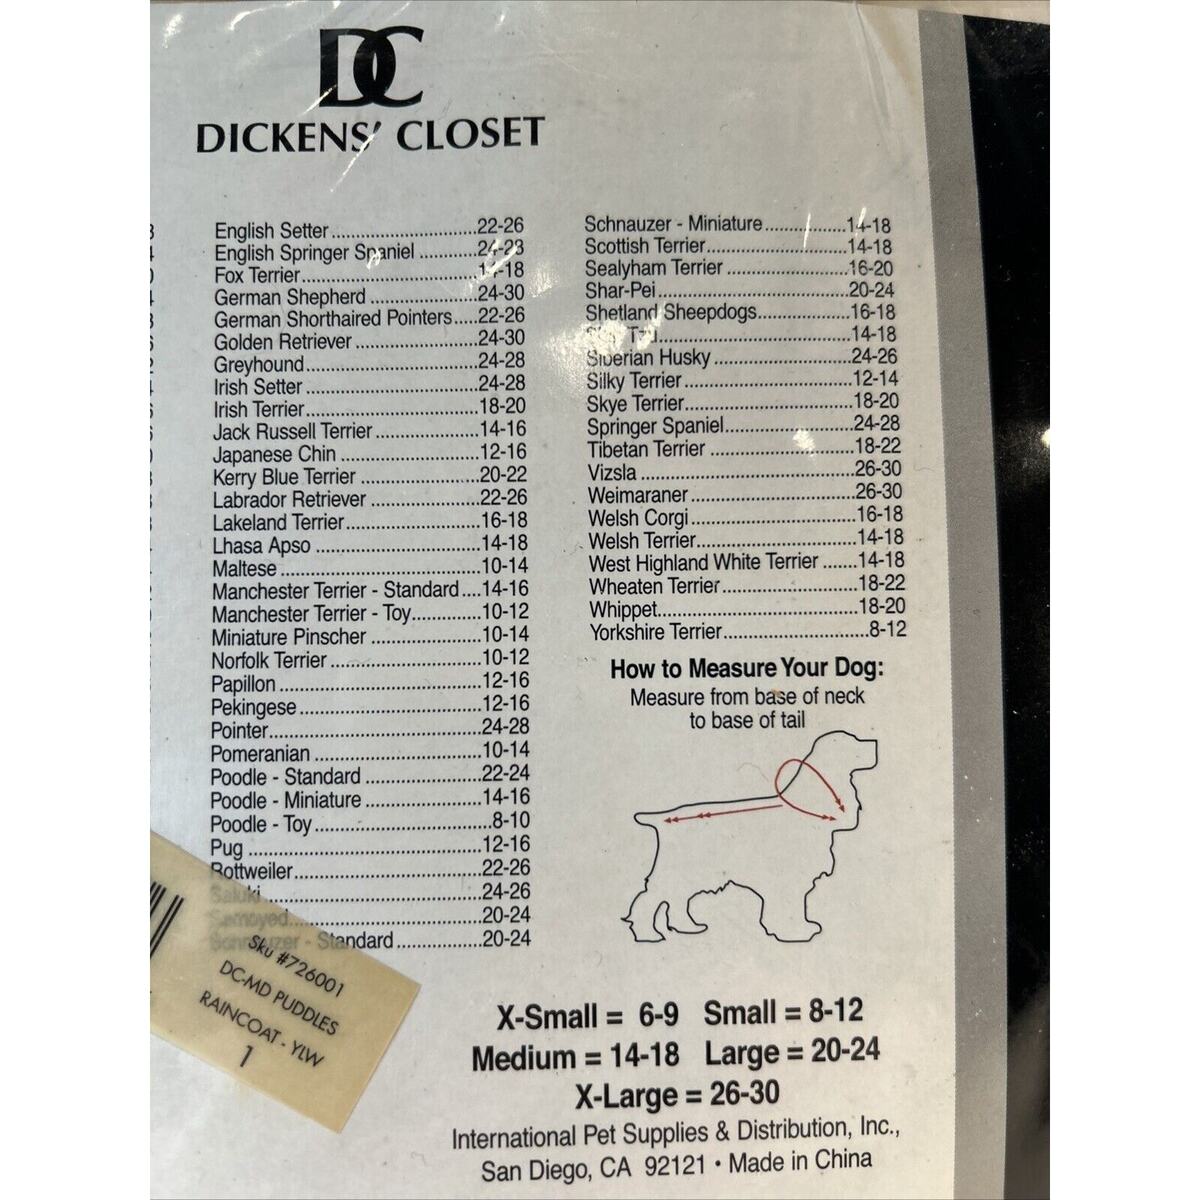 DC
DICKENS' CLOSET
English Setter..........................22-26
English Springer Spaniel ..........24-28
Fox Terrier................................14-18
German Shepherd ...................24-30
German Shorthaired Pointers.....22-26
Golden Retriever ......................24-30
Greyhound...............................24-28
Irish Setter ...............................24-28
Irish Terrier...............................18-20
Jack Russell Terrier..................14-16
Japanese Chin .........................12-16
Kerry Blue Terrier .....................20-22
Labrador Retriever ...................22-26
Lakeland Terrier........................16-18
Lhasa Apso ..............................14-18
Maltese ....................................10-14
Manchester Terrier - Standard....14-16
Manchester Terrier - Toy............10-12
Miniature Pinscher ...................10-14
Norfolk Terrier ..........................10-12
Papillon ....................................12-16
Pekingese.................................12-16
Pointer......................................24-28
Pomeranian ..............................10-14
Poodle - Standard ....................22-24
Poodle - Miniature ....................14-16
Poodle - Toy...............................8-10
Pug ..........................................12-16
Rottweiler..................................22-26
Saluki ......................................24-26
Samoyed..................................20-24
Schnauzer - Standard...............20-24
Schnauzer - Miniature..............14-18
Scottish Terrier.........................14-18
Sealyham Terrier .....................16-20
Shar-Pei ..................................20-24
Shetland Sheepdogs................16-18
Shih Tzu..................................14-18
Siberian Husky ........................24-26
Silky Terrier .............................12-14
Skye Terrier.............................18-20
Springer Spaniel......................24-28
Tibetan Terrier .........................18-22
Vizsla ......................................26-30
Weimaraner .............................26-30
Welsh Corgi.............................16-18
Welsh Terrier............................14-18
West Highland White Terrier ......14-18
Wheaten Terrier.......................18-22
Whippet...................................18-20
Yorkshire Terrier........................8-12
How to Measure Your Dog:
Measure from base of neck
to base of tail
Sku #726001
DC-MD PUDDLES
RAINCOAT - YLW
1
X-Small = 6-9 Small = 8-12
Medium = 14-18 Large = 20-24
X-Large = 26-30
International Pet Supplies & Distribution, Inc.,
San Diego, CA 92121 • Made in China